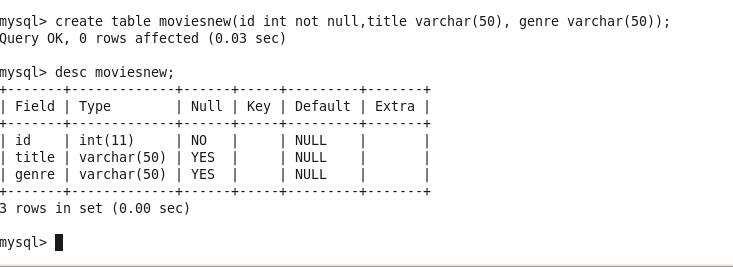 mysql> create table moviesnew(id int not null,title varchar(50), genre varchar(50));
Query OK, 0 rows affected (0.03 sec)
mysql> desc moviesnew;
+-------+-------------+------+-----+---------+-------+
| Field | Type        | Null | Key | Default | Extra |
+-------+-------------+------+-----+---------+-------+
| id    | int(11)     | NO   |     | NULL    |       |
| title | varchar(50) | YES  |     | NULL    |       |
| genre | varchar(50) | YES  |     | NULL    |       |
+-------+-------------+------+-----+---------+-------+
3 rows in set (0.00 sec)
mysql>